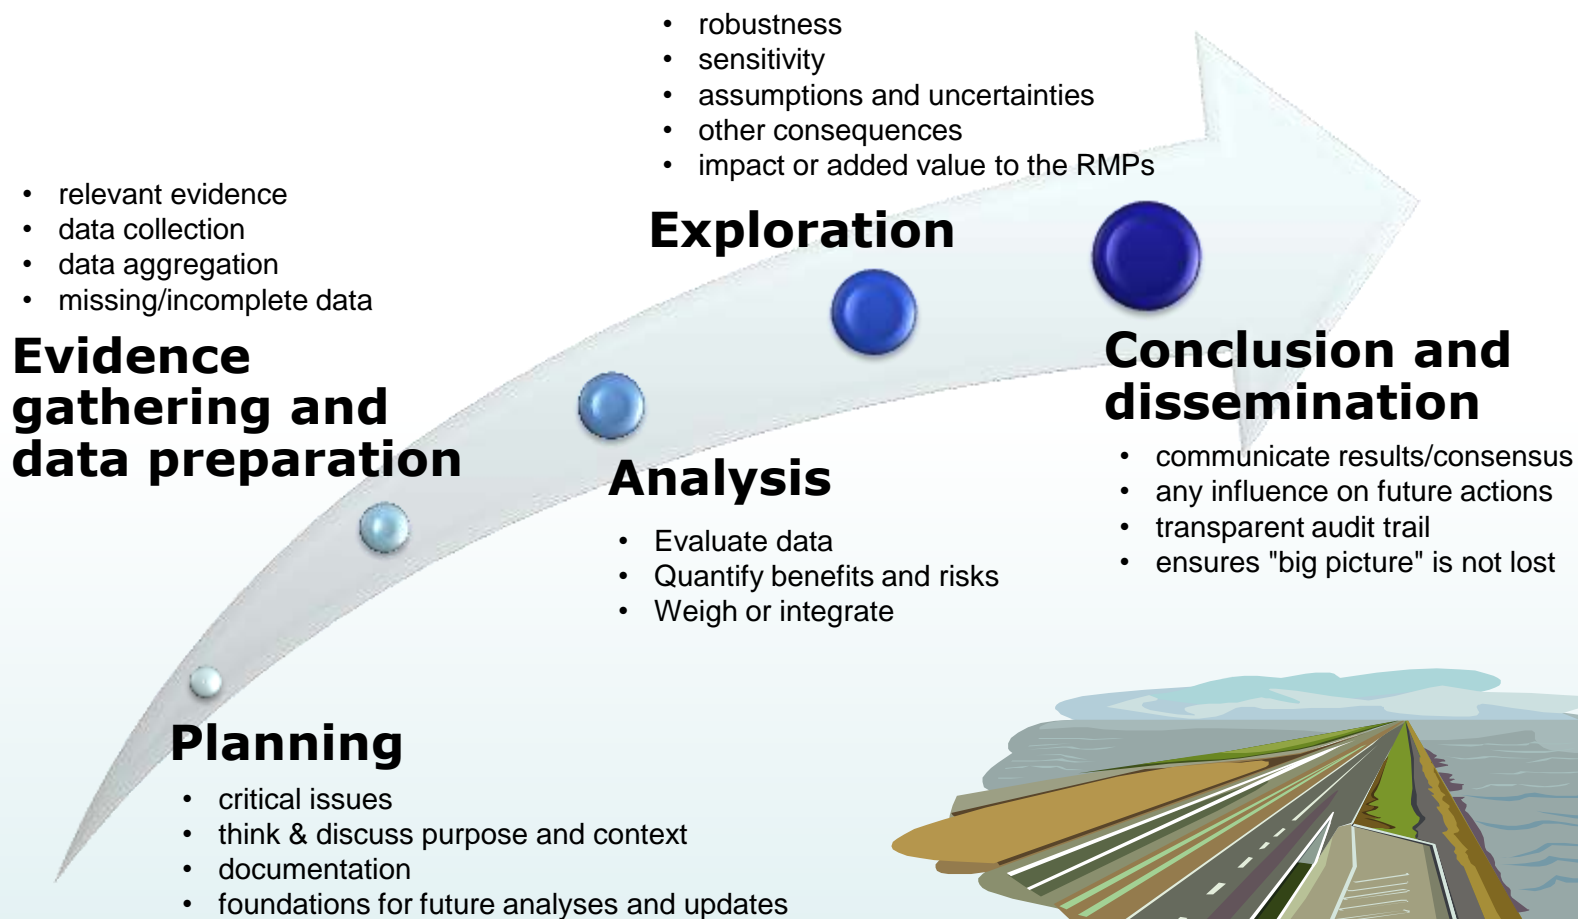 • robustness
• sensitivity
• assumptions and uncertainties
• other consequences
• impact or added value to the RMPs
Exploration
• relevant evidence
• data collection
• data aggregation
• missing/incomplete data
Evidence
gathering and
data preparation
Conclusion and
dissemination
• communicate results/consensus
• any influence on future actions
• transparent audit trail
• ensures "big picture" is not lost
Analysis
• Evaluate data
• Quantify benefits and risks
• Weigh or integrate
Planning
• critical issues
• think & discuss purpose and context
• documentation
• foundations for future analyses and updates